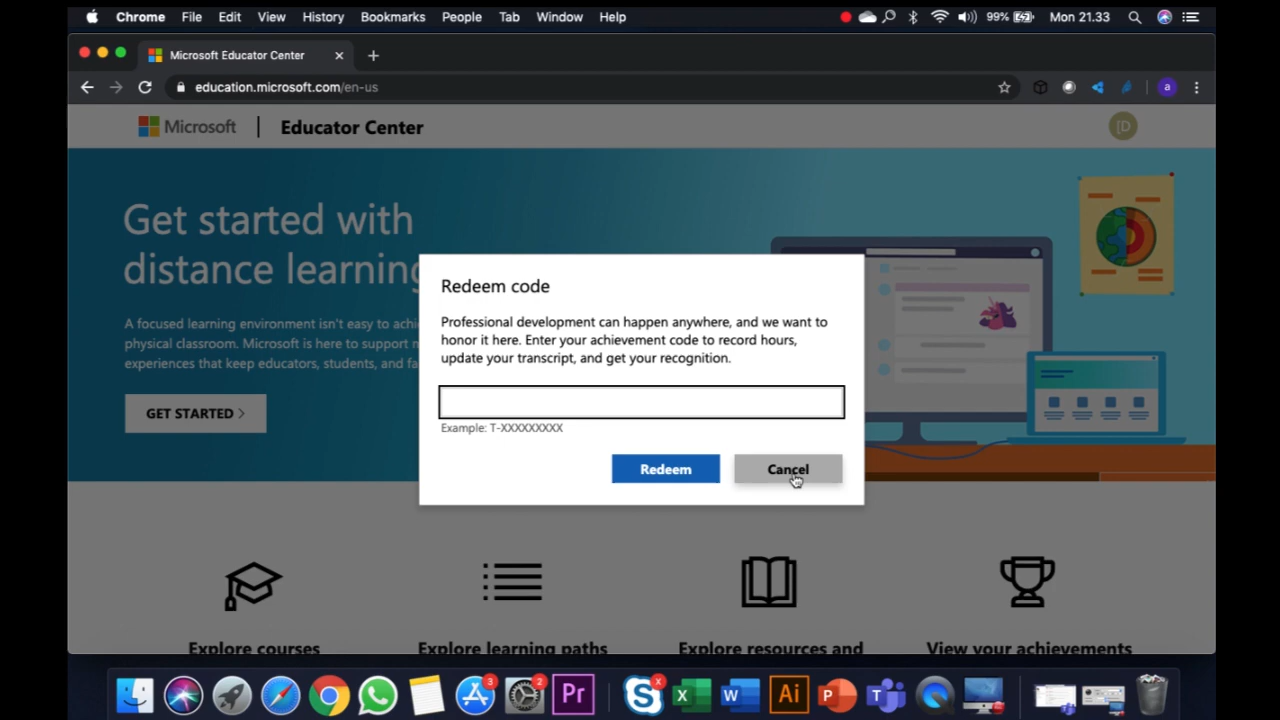 Chrome File Edit View History Bookmarks People Tab Window Help 99% Mon 21.33
Microsoft Educator Center
education.microsoft.com/en-us a
Microsoft Educator Center
Get started with
distance learning
A focused learning environment isn't easy to
physical classroom. Microsoft is here to support
experiences that keep educators, students, and
GET STARTED
Redeem code
Professional development can happen anywhere, and we want to
honor it here. Enter your achievement code to record hours,
update your transcript, and get your recognition.
Example: T-XXXXXXXXX
Redeem Cancel
Explore courses Explore learning paths Explore resources and View your achievements
3 2 Pr S X X W Ai P T